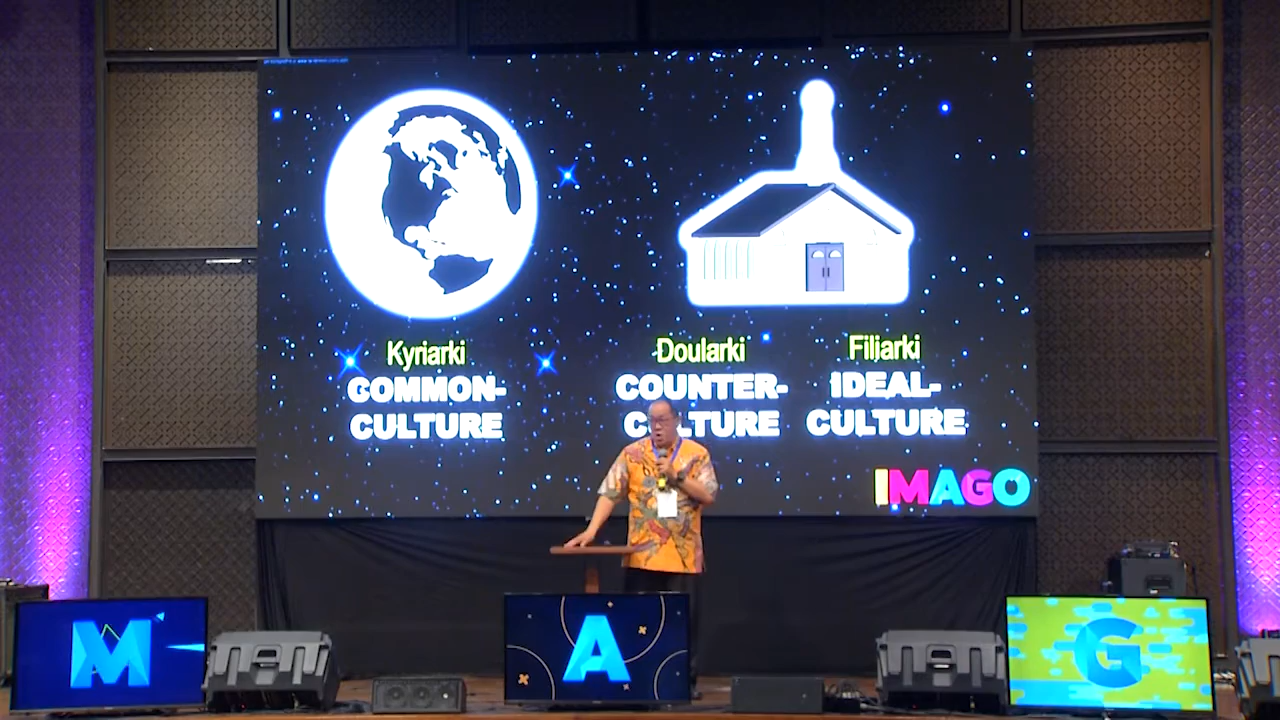 Kyriarki
COMMON-
CULTURE
Doularki
COUNTER-
CULTURE
Filiarki
IDEAL-
CULTURE
IMAGO
M
A
G